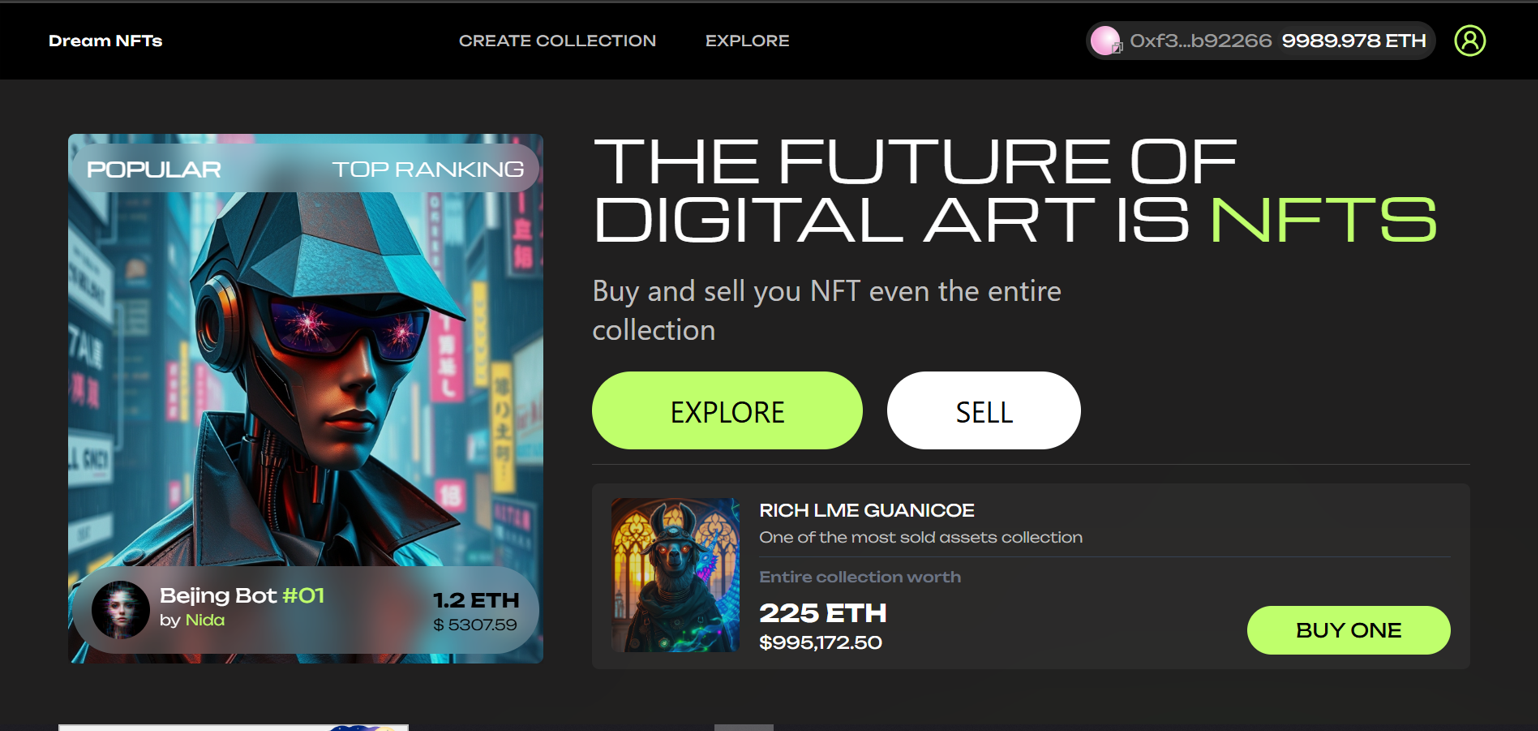 Dream NFTs
CREATE COLLECTION
EXPLORE
0xf3...b92266 9989.978 ETH
POPULAR
TOP RANKING
Bejing Bot #01
by Nida
1.2 ETH
$ 5307.59
THE FUTURE OF
DIGITAL ART IS NFTS
Buy and sell you NFT even the entire
collection
EXPLORE
SELL
RICH LME GUANICOE
One of the most sold assets collection
Entire collection worth
225 ETH
$995,172.50
BUY ONE